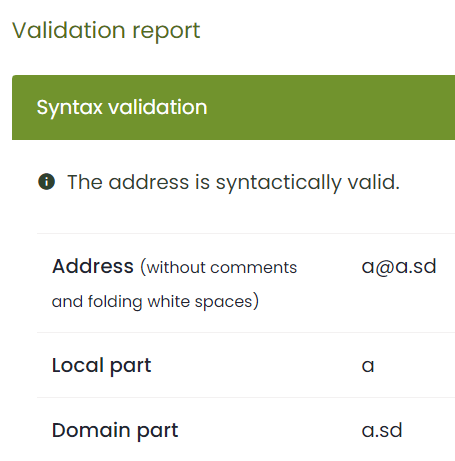 Validation report
Syntax validation
The address is syntactically valid.
Address (without comments a@a.sd
and folding white spaces)
Local part a
Domain part a.sd